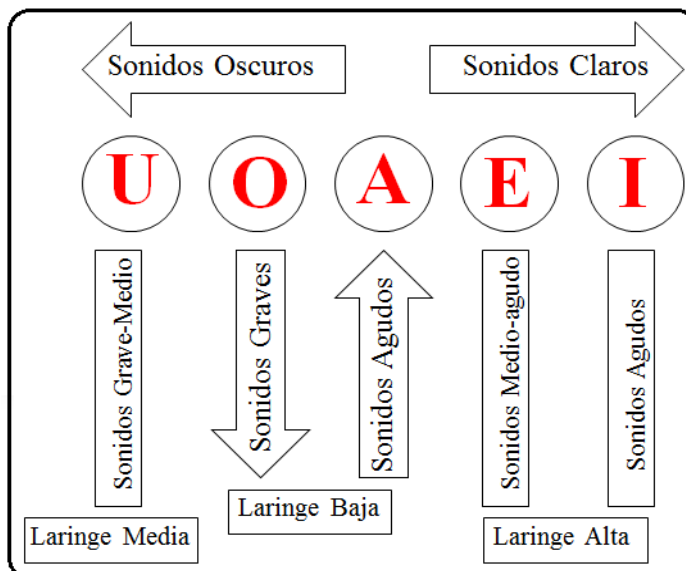 Sonidos Oscuros
Sonidos Claros
U
O
A
E
I
Sonidos Grave-Medio
Sonidos Graves
Sonidos Agudos
Sonidos Medio-agudo
Sonidos Agudos
Laringe Media
Laringe Baja
Laringe Alta